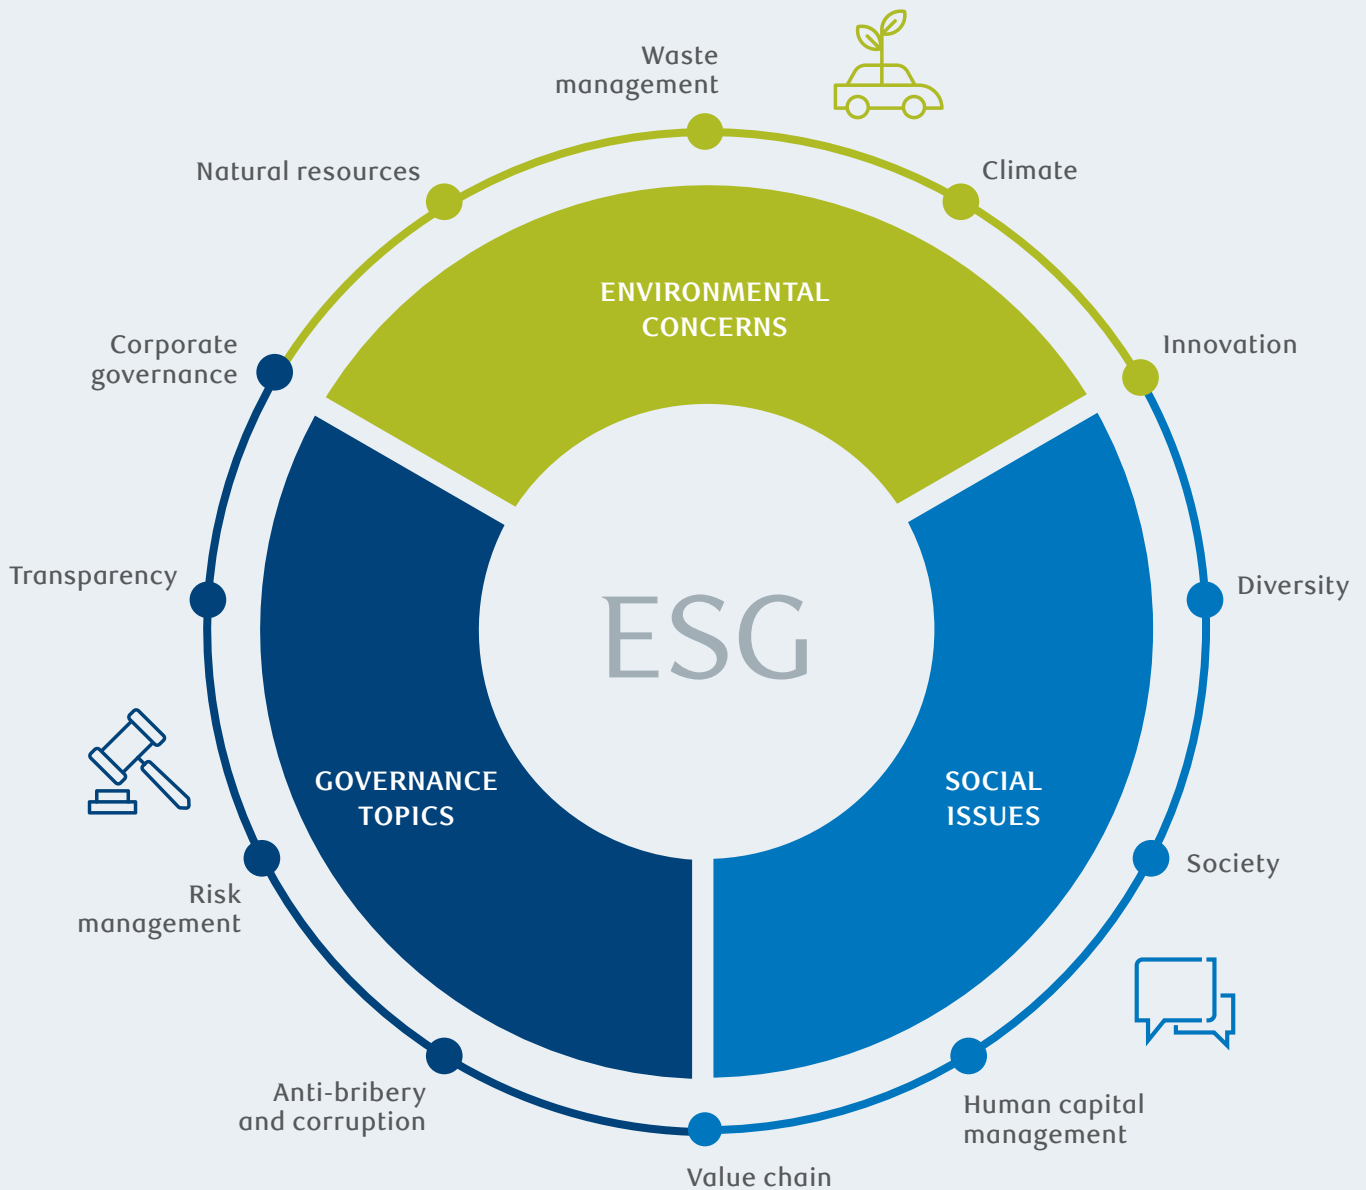 Waste
management
Natural resources
Climate
ENVIRONMENTAL
CONCERNS
Corporate
governance
Innovation
Transparency
Diversity
ESG
GOVERNANCE
TOPICS
SOCIAL
ISSUES
Risk
management
Society
Anti-bribery
and corruption
Human capital
management
Value chain